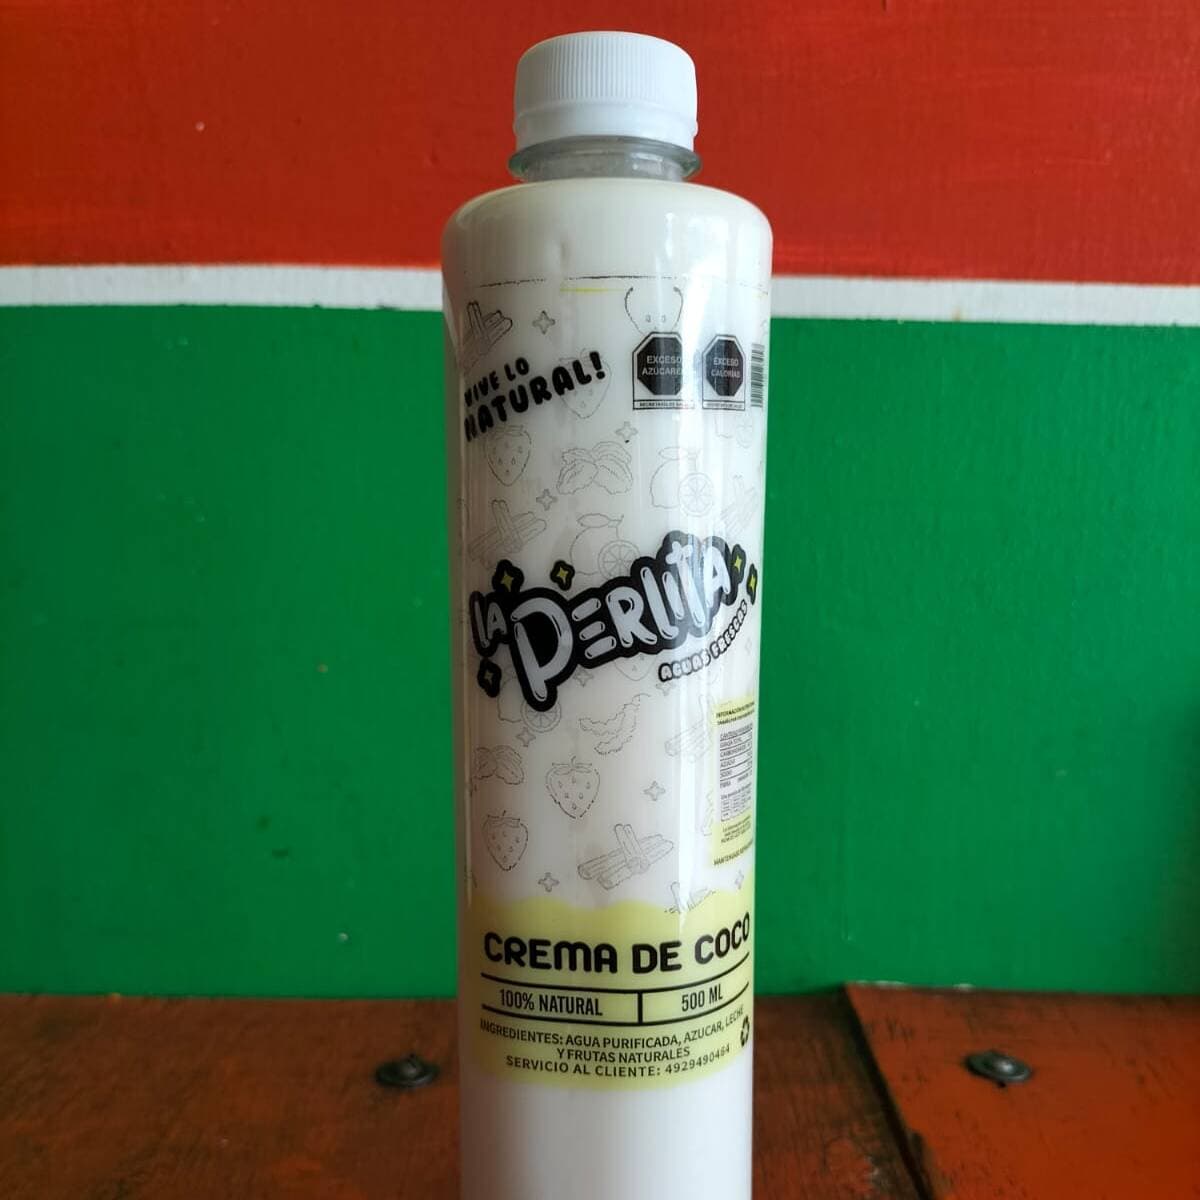 VIVE LO
NATURAL!
EXCESO
AZÚCARES
EXCESO
CALORÍAS
LA PERLITA
AGUAS FRESCAS
CREMA DE COCO
100% NATURAL
500 ML
INGREDIENTES: AGUA PURIFICADA, AZUCAR, LECHE
Y FRUTAS NATURALES
SERVICIO AL CLIENTE: 4929490464